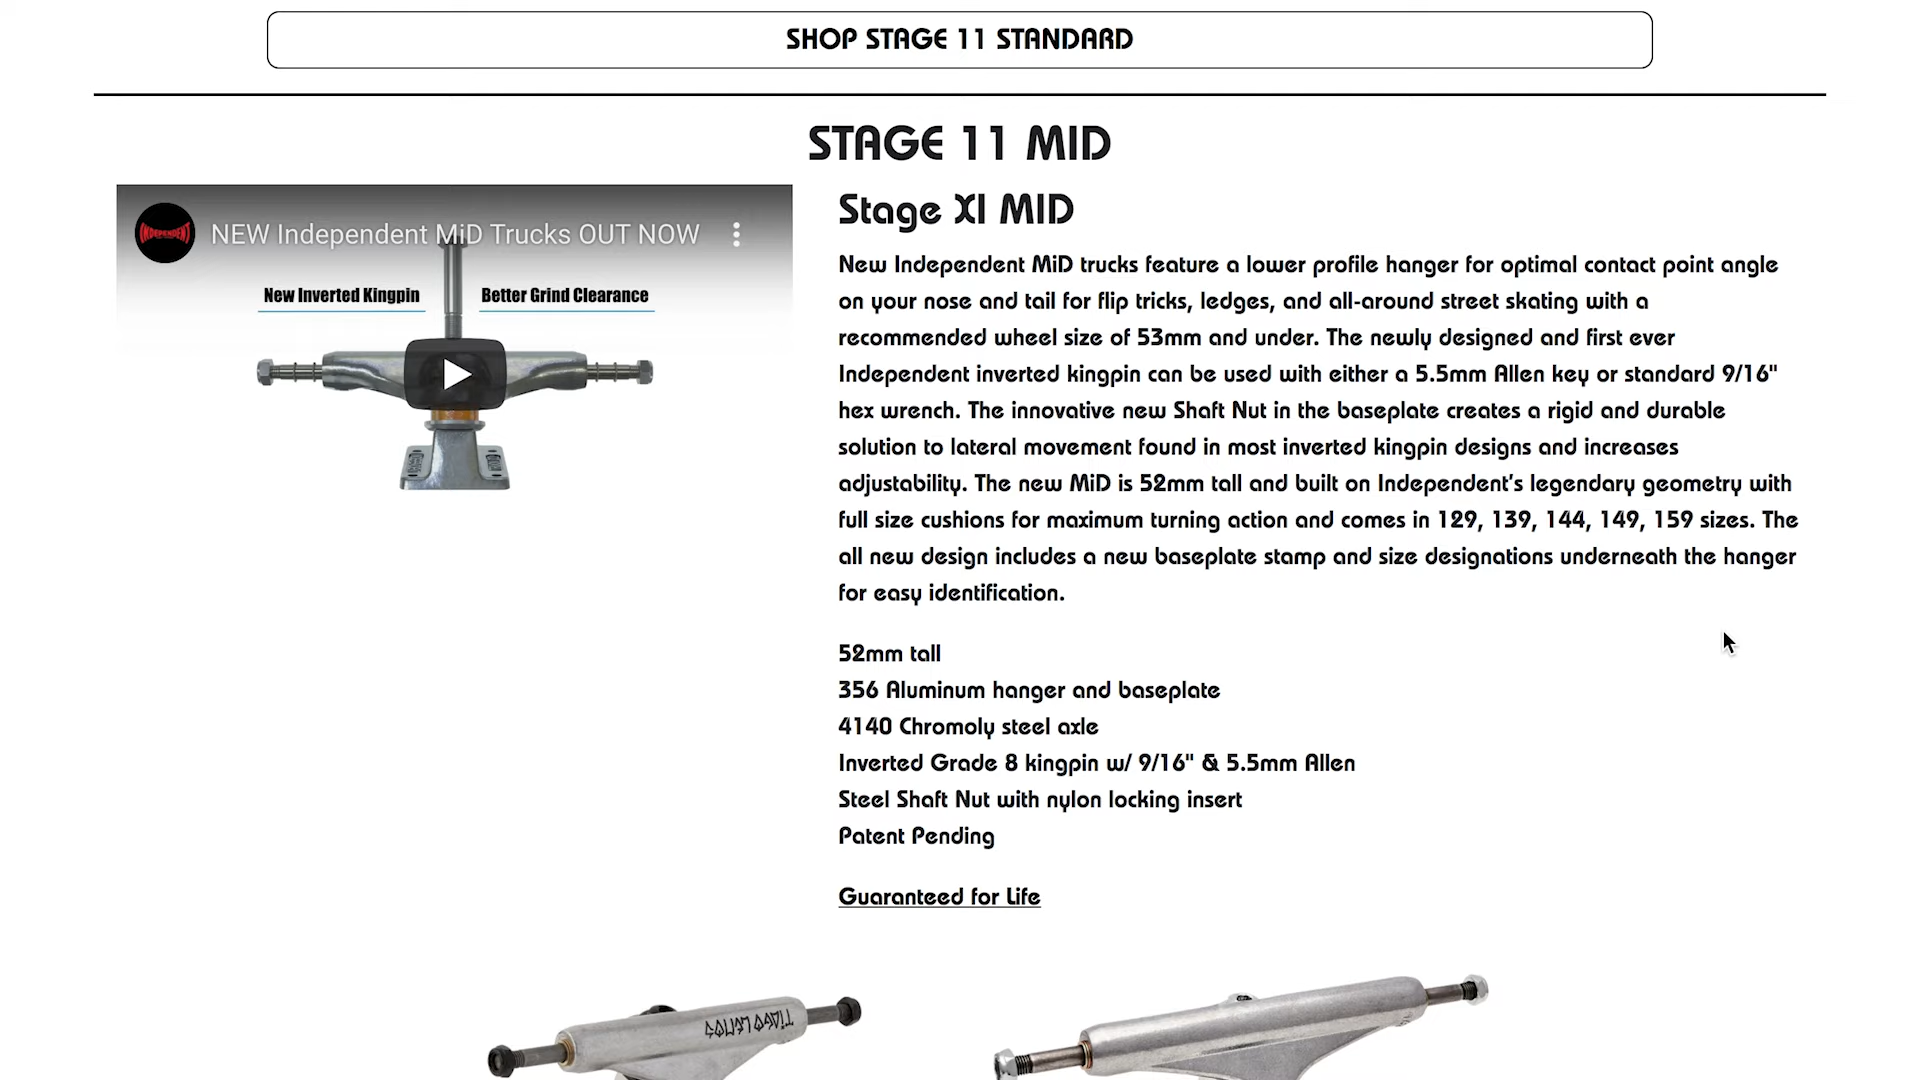 SHOP STAGE 11 STANDARD
STAGE 11 MID
INDEPENDENT
NEW Independent MiD Trucks OUT NOW
New Inverted Kingpin
Better Grind Clearance
Stage XI MID
New Independent MiD trucks feature a lower profile hanger for optimal contact point angle
on your nose and tail for flip tricks, ledges, and all-around street skating with a
recommended wheel size of 53mm and under. The newly designed and first ever
Independent inverted kingpin can be used with either a 5.5mm Allen key or standard 9/16"
hex wrench. The innovative new Shaft Nut in the baseplate creates a rigid and durable
solution to lateral movement found in most inverted kingpin designs and increases
adjustability. The new MiD is 52mm tall and built on Independent’s legendary geometry with
full size cushions for maximum turning action and comes in 129, 139, 144, 149, 159 sizes. The
all new design includes a new baseplate stamp and size designations underneath the hanger
for easy identification.
52mm tall
356 Aluminum hanger and baseplate
4140 Chromoly steel axle
Inverted Grade 8 kingpin w/ 9/16" & 5.5mm Allen
Steel Shaft Nut with nylon locking insert
Patent Pending
Guaranteed for Life
TIAGO LEMOS